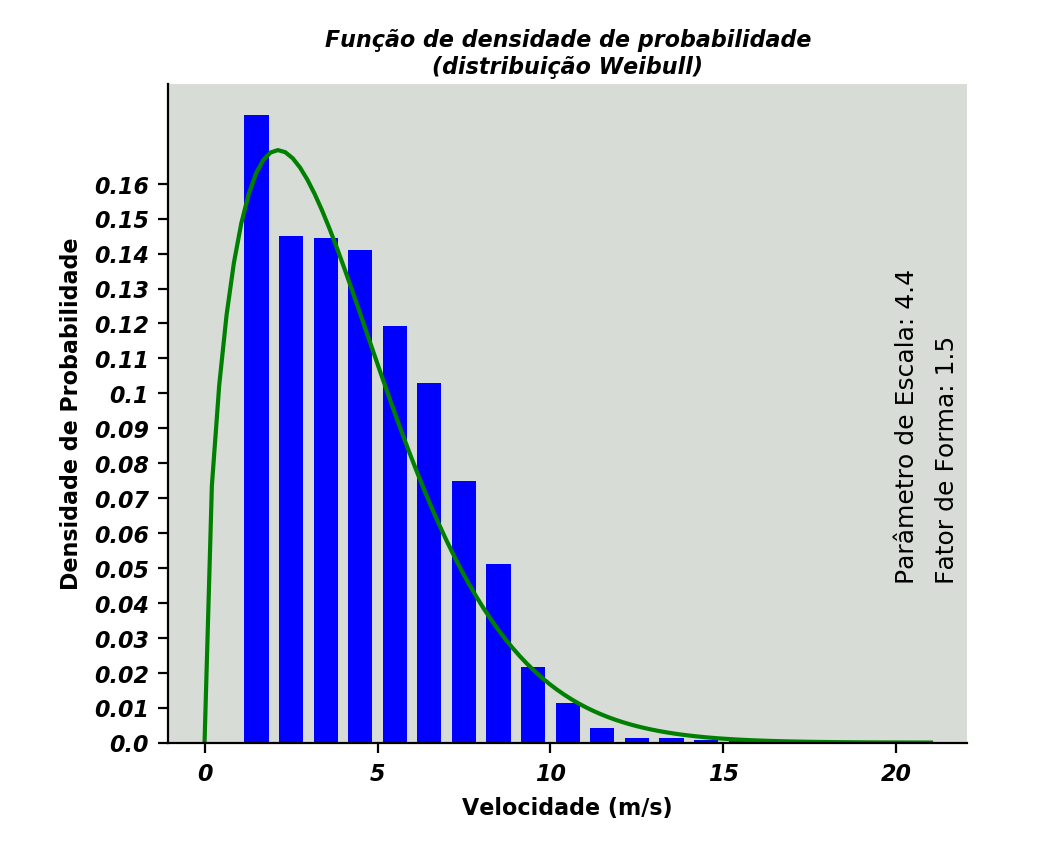 Função de densidade de probabilidade
(distribuição Weibull)
Densidade de Probabilidade
0.16
0.15
0.14
0.13
0.12
0.11
0.1
0.09
0.08
0.07
0.06
0.05
0.04
0.03
0.02
0.01
0.0
Parâmetro de Escala: 4.4
Fator de Forma: 1.5
0 5 10 15 20
Velocidade (m/s)